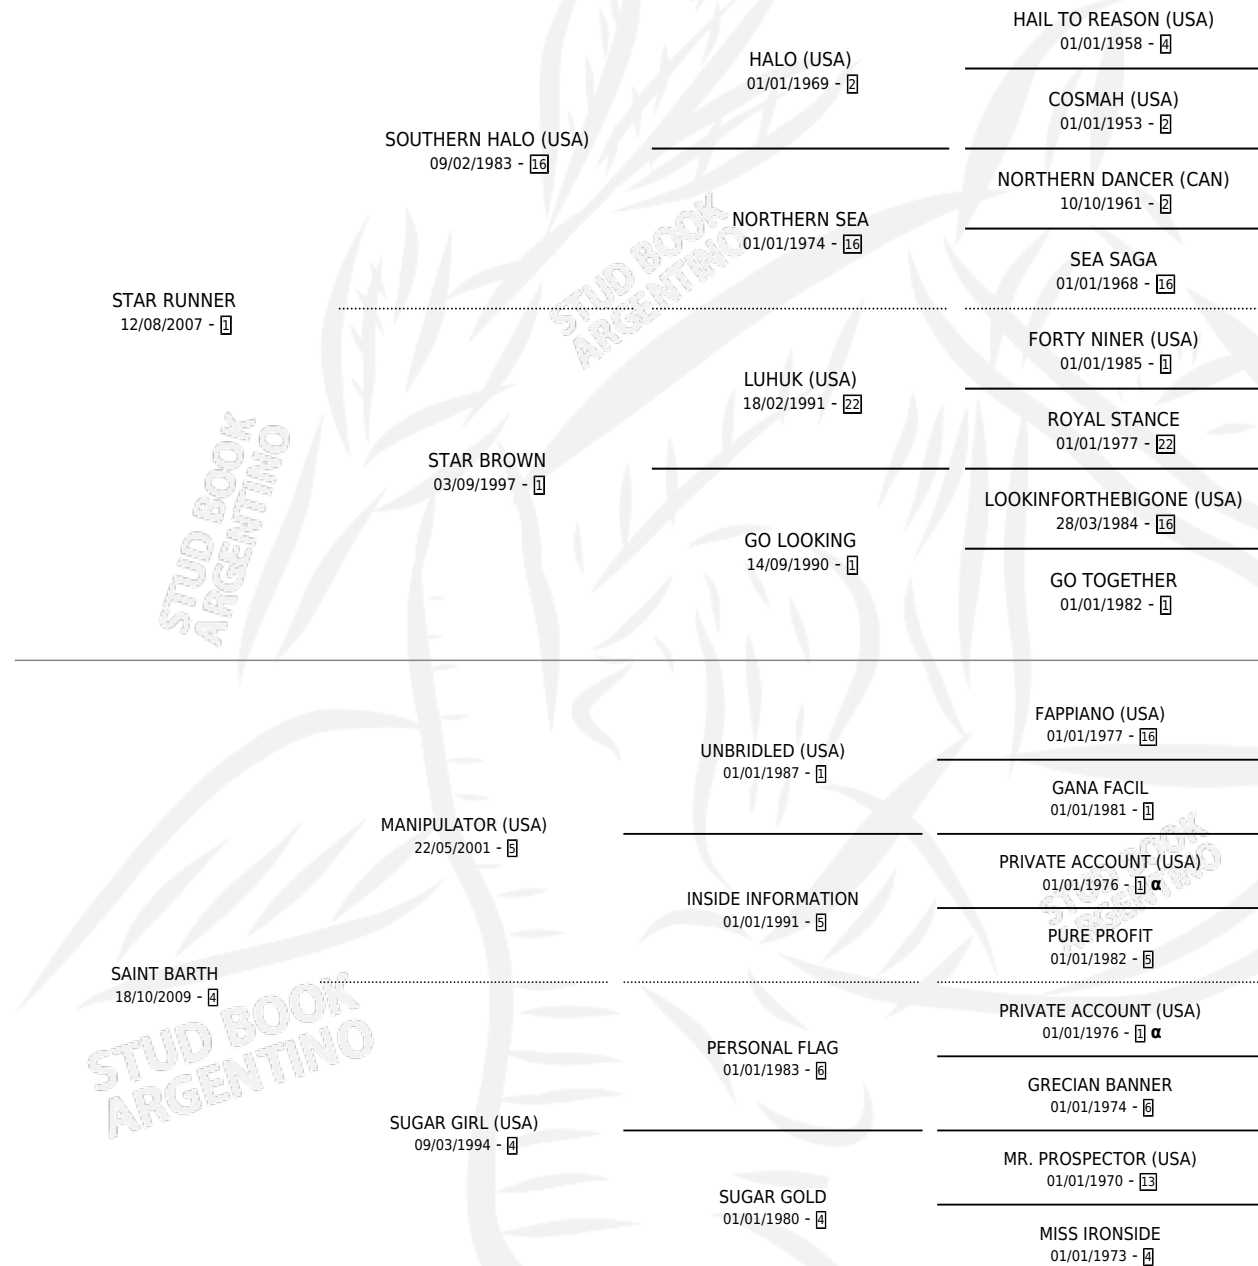 HAIL TO REASON (USA)
01/01/1958 - 4
HALO (USA)
01/01/1969 - 2
COSMAH (USA)
01/01/1953 - 2
SOUTHERN HALO (USA)
09/02/1983 - 16
NORTHERN DANCER (CAN)
10/10/1961 - 2
NORTHERN SEA
01/01/1974 - 16
SEA SAGA
01/01/1968 - 16
STAR RUNNER
12/08/2007 - 1
FORTY NINER (USA)
01/01/1985 - 1
LUHUK (USA)
18/02/1991 - 22
ROYAL STANCE
01/01/1977 - 22
STAR BROWN
03/09/1997 - 1
LOOKINFORTHEBIGONE (USA)
28/03/1984 - 16
GO LOOKING
14/09/1990 - 1
GO TOGETHER
01/01/1982 - 1
FAPPIANO (USA)
01/01/1977 - 16
UNBRIDLED (USA)
01/01/1987 - 1
GANA FACIL
01/01/1981 - 1
MANIPULATOR (USA)
22/05/2001 - 5
PRIVATE ACCOUNT (USA)
01/01/1976 - 1 α
INSIDE INFORMATION
01/01/1991 - 5
PURE PROFIT
01/01/1982 - 5
SAINT BARTH
18/10/2009 - 4
PRIVATE ACCOUNT (USA)
01/01/1976 - 1 α
PERSONAL FLAG
01/01/1983 - 6
GRECIAN BANNER
01/01/1974 - 6
SUGAR GIRL (USA)
09/03/1994 - 4
MR. PROSPECTOR (USA)
01/01/1970 - 13
SUGAR GOLD
01/01/1980 - 4
MISS IRONSIDE
01/01/1973 - 4
STUD BOOK
ARGENTINO
STUD BOOK
ARGENTINO
STUD BOOK
ARGENTINO
STUD BOOK
ARGENTINO